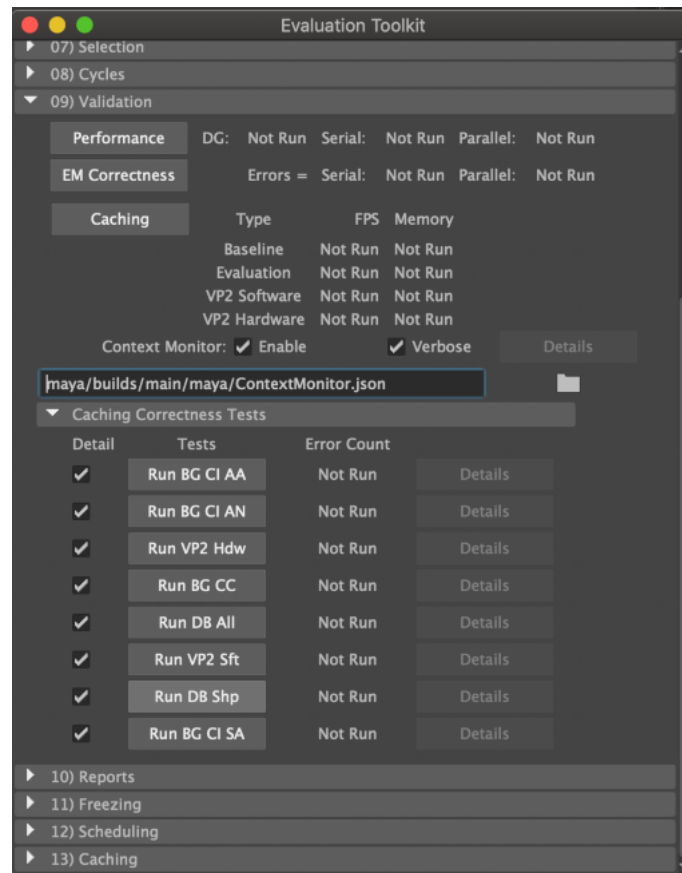 Evaluation Toolkit
07) Selection
08) Cycles
09) Validation
Performance DG: Not Run Serial: Not Run Parallel: Not Run
EM Correctness Errors = Serial: Not Run Parallel: Not Run
Caching Type FPS Memory
Baseline Not Run Not Run
Evaluation Not Run Not Run
VP2 Software Not Run Not Run
VP2 Hardware Not Run Not Run
Context Monitor: Enable Verbose Details
maya/builds/main/maya/ContextMonitor.json
Caching Correctness Tests
Detail Tests Error Count
Run BG CI AA Not Run Details
Run BG CI AN Not Run Details
Run VP2 Hdw Not Run Details
Run BG CC Not Run Details
Run DB All Not Run Details
Run VP2 Sft Not Run Details
Run DB Shp Not Run Details
Run BG CI SA Not Run Details
10) Reports
11) Freezing
12) Scheduling
13) Caching